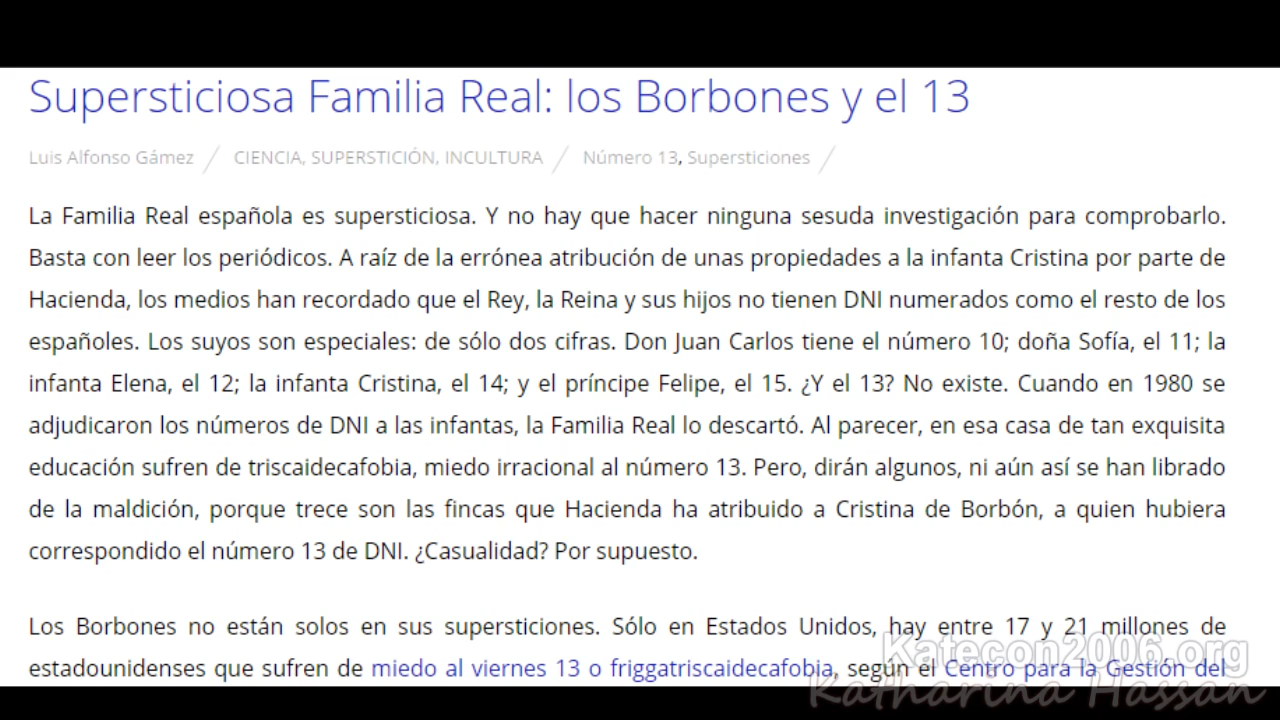 Supersticiosa Familia Real: los Borbones y el 13
Luis Alfonso Gámez / CIENCIA, SUPERSTICIÓN, INCULTURA / Número 13, Supersticiones /
La Familia Real española es supersticiosa. Y no hay que hacer ninguna sesuda investigación para comprobarlo.
Basta con leer los periódicos. A raíz de la errónea atribución de unas propiedades a la infanta Cristina por parte de
Hacienda, los medios han recordado que el Rey, la Reina y sus hijos no tienen DNI numerados como el resto de los
españoles. Los suyos son especiales: de sólo dos cifras. Don Juan Carlos tiene el número 10; doña Sofía, el 11; la
infanta Elena, el 12; la infanta Cristina, el 14; y el príncipe Felipe, el 15. ¿Y el 13? No existe. Cuando en 1980 se
adjudicaron los números de DNI a las infantas, la Familia Real lo descartó. Al parecer, en esa casa de tan exquisita
educación sufren de triscaidecafobia, miedo irracional al número 13. Pero, dirán algunos, ni aún así se han librado
de la maldición, porque trece son las fincas que Hacienda ha atribuido a Cristina de Borbón, a quien hubiera
correspondido el número 13 de DNI. ¿Casualidad? Por supuesto.
Los Borbones no están solos en sus supersticiones. Sólo en Estados Unidos, hay entre 17 y 21 millones de
estadounidenses que sufren de miedo al viernes 13 o friggatriscaidecafobia, según el Centro para la Gestión del
Katecon2006.org
Katharina Hassan